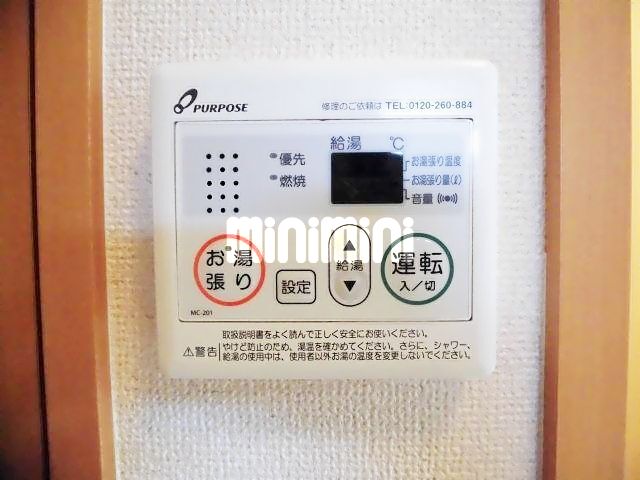 PURPOSE
修理のご依頼は TEL:0120-260-884
給湯 ℃
優先
燃焼
お湯張り温度
お湯張り量(ℓ)
音量
minimini
お湯張り
設定
給湯
運転
入／切
MC-201
取扱説明書をよく読んで正しく安全にお使いください。
⚠警告 やけど防止のため、湯温を確かめてください。さらに、シャワー、
給湯の使用中は、使用者以外お湯の温度を変更しないでください。